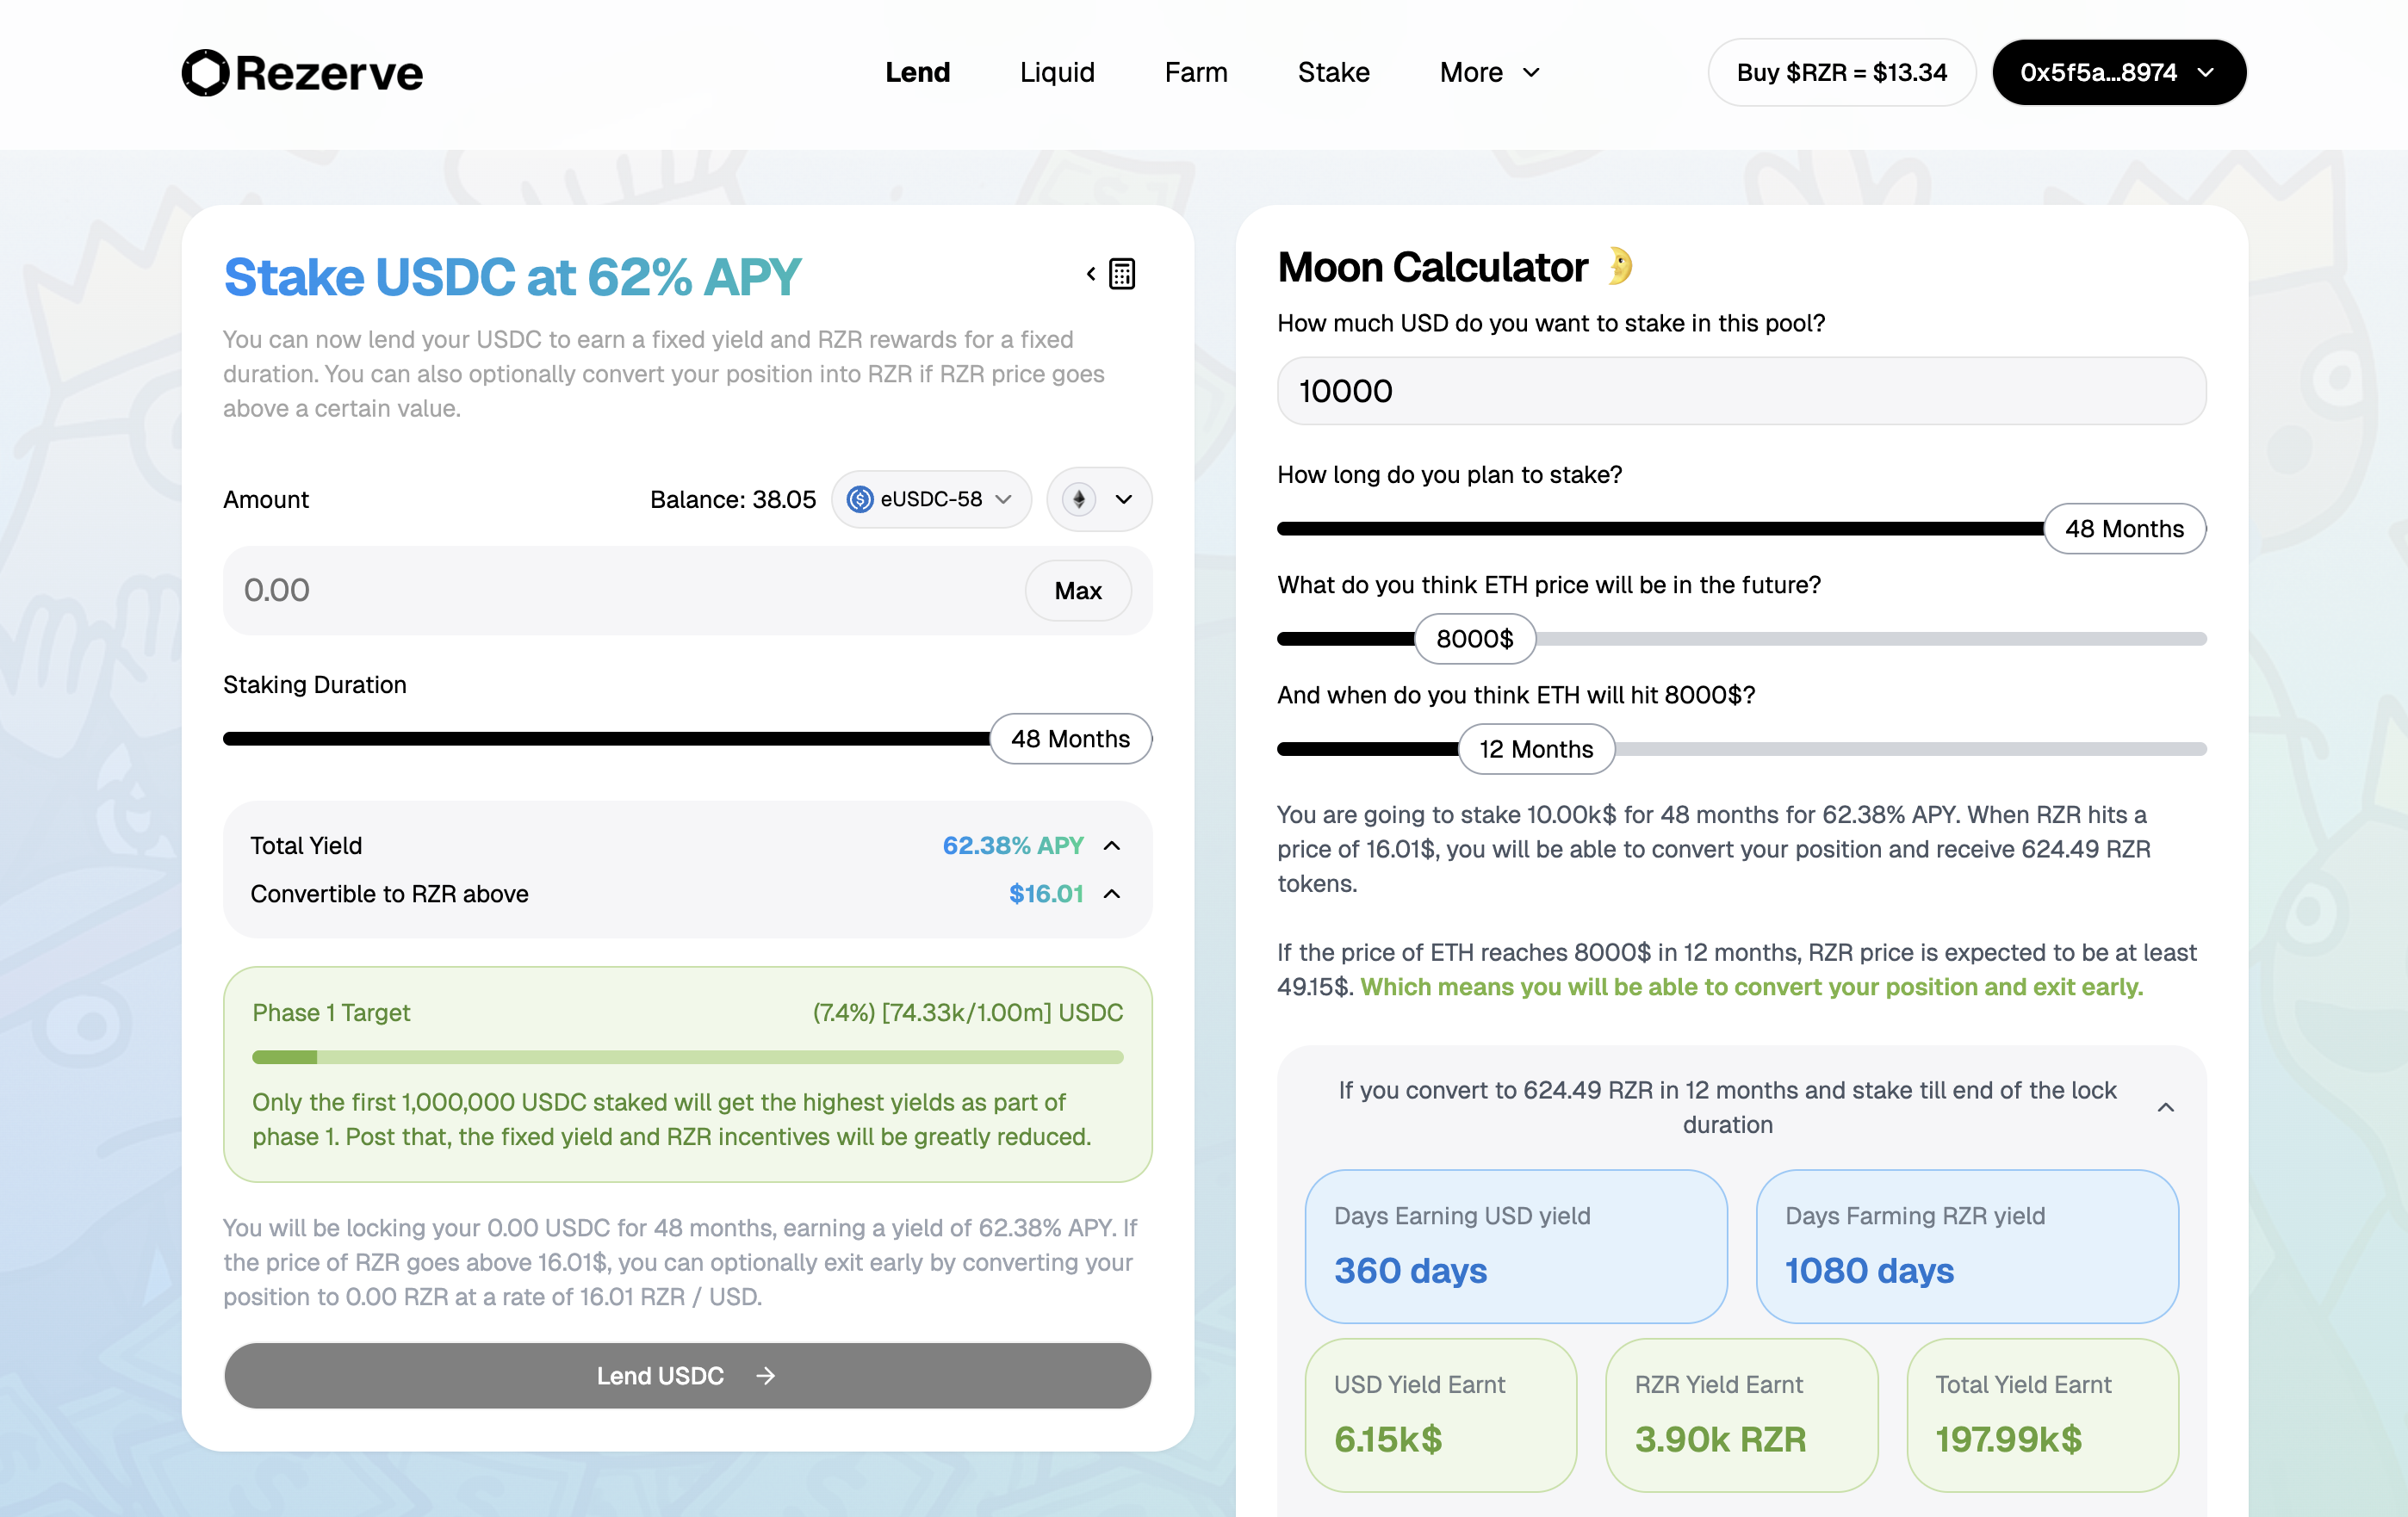 Rezerve
Lend
Liquid
Farm
Stake
More
Buy $RZR = $13.34
0x5f5a...8974
Stake USDC at 62% APY
You can now lend your USDC to earn a fixed yield and RZR rewards for a fixed
duration. You can also optionally convert your position into RZR if RZR price goes
above a certain value.
Amount
Balance: 38.05
eUSDC-58
0.00
Max
Staking Duration
48 Months
Total Yield
62.38% APY
Convertible to RZR above
$16.01
Phase 1 Target
(7.4%) [74.33k/1.00m] USDC
Only the first 1,000,000 USDC staked will get the highest yields as part of
phase 1. Post that, the fixed yield and RZR incentives will be greatly reduced.
You will be locking your 0.00 USDC for 48 months, earning a yield of 62.38% APY. If
the price of RZR goes above 16.01$, you can optionally exit early by converting your
position to 0.00 RZR at a rate of 16.01 RZR / USD.
Lend USDC
Moon Calculator
How much USD do you want to stake in this pool?
10000
How long do you plan to stake?
48 Months
What do you think ETH price will be in the future?
8000$
And when do you think ETH will hit 8000$?
12 Months
You are going to stake 10.00k$ for 48 months for 62.38% APY. When RZR hits a
price of 16.01$, you will be able to convert your position and receive 624.49 RZR
tokens.
If the price of ETH reaches 8000$ in 12 months, RZR price is expected to be at least
49.15$. Which means you will be able to convert your position and exit early.
If you convert to 624.49 RZR in 12 months and stake till end of the lock
duration
Days Earning USD yield
360 days
Days Farming RZR yield
1080 days
USD Yield Earnt
6.15k$
RZR Yield Earnt
3.90k RZR
Total Yield Earnt
197.99k$